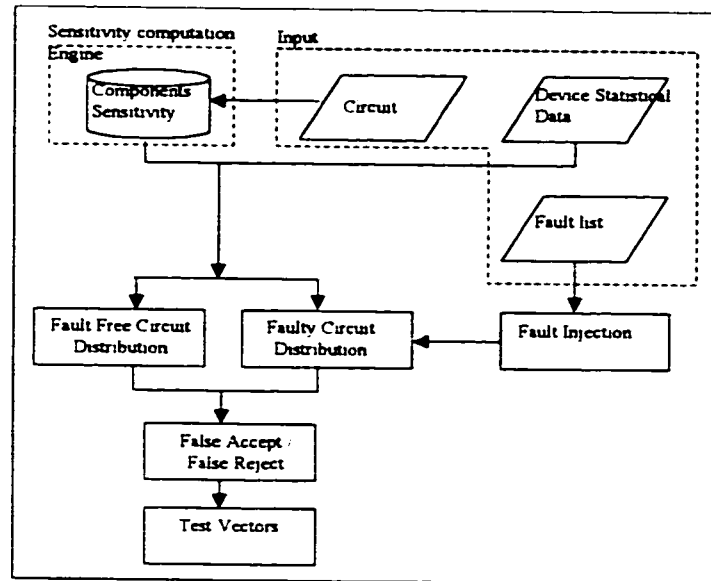 Sensitivity computation
Engine
Input
Components
Sensitivity
Circuit
Device Statistical
Data
Fault list
Fault Free Circuit
Distribution
Faulty Circuit
Distribution
Fault Injection
False Accept /
False Reject
Test Vectors